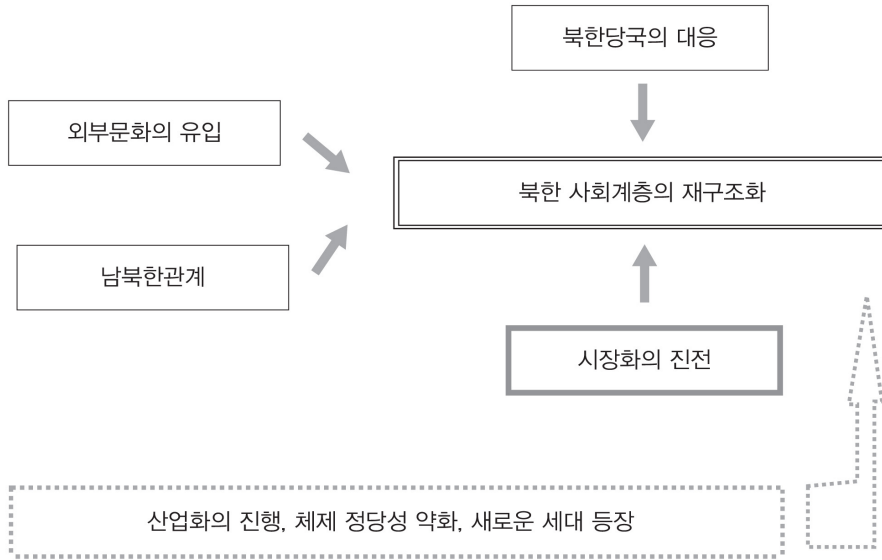 북한당국의 대응
외부문화의 유입
북한 사회계층의 재구조화
남북한관계
시장화의 진전
산업화의 진행, 체제 정당성 약화, 새로운 세대 등장